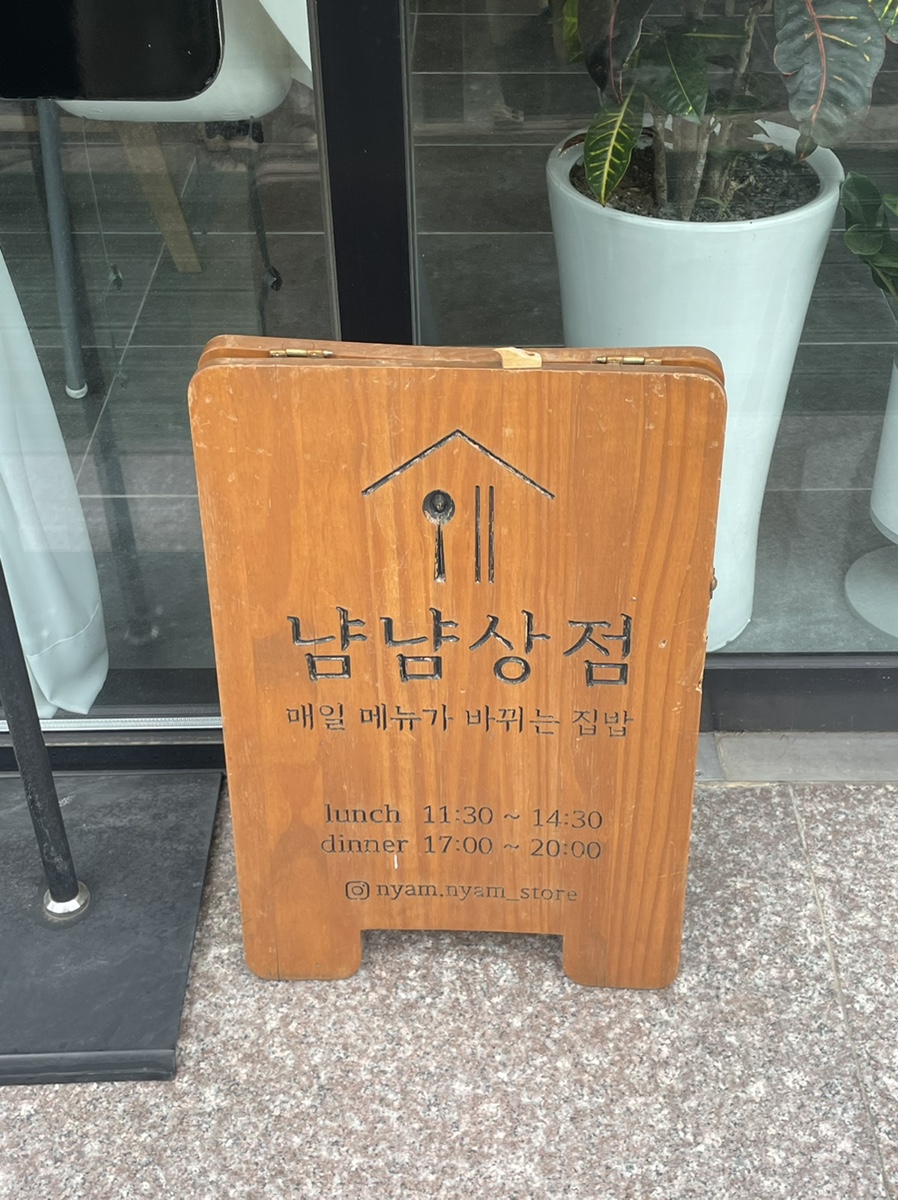 냠냠상점
매일 메뉴가 바뀌는 집밥
lunch 11:30 ~ 14:30
dinner 17:00 ~ 20:00
nyam.nyam_store